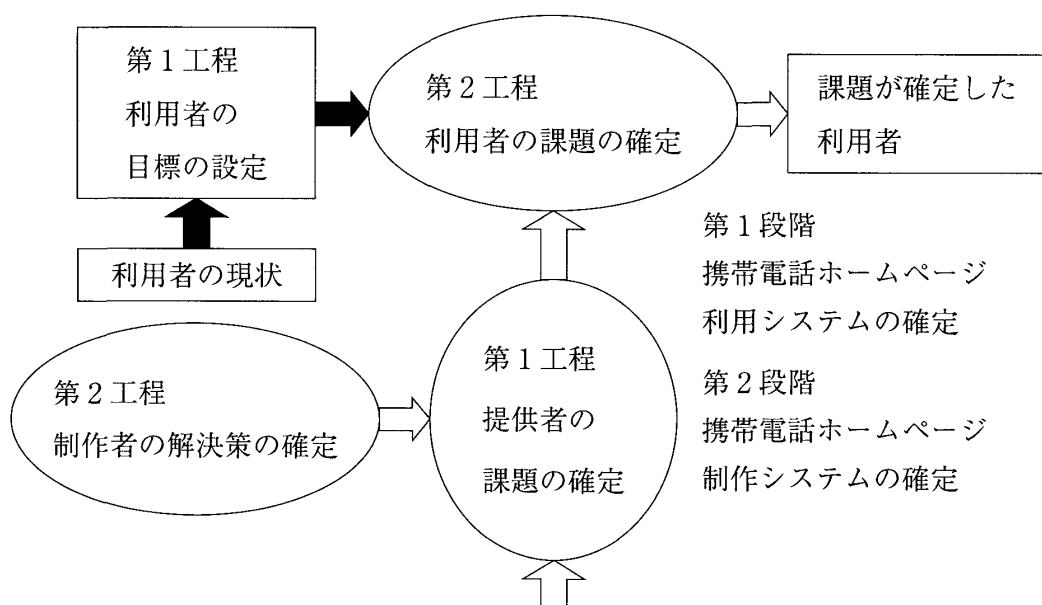 第1工程
利用者の
目標の設定
第2工程
利用者の課題の確定
課題が確定した
利用者
利用者の現状
第1段階
携帯電話ホームページ
利用システムの確定
第2工程
制作者の解決策の確定
第1工程
提供者の
課題の確定
第2段階
携帯電話ホームページ
制作システムの確定